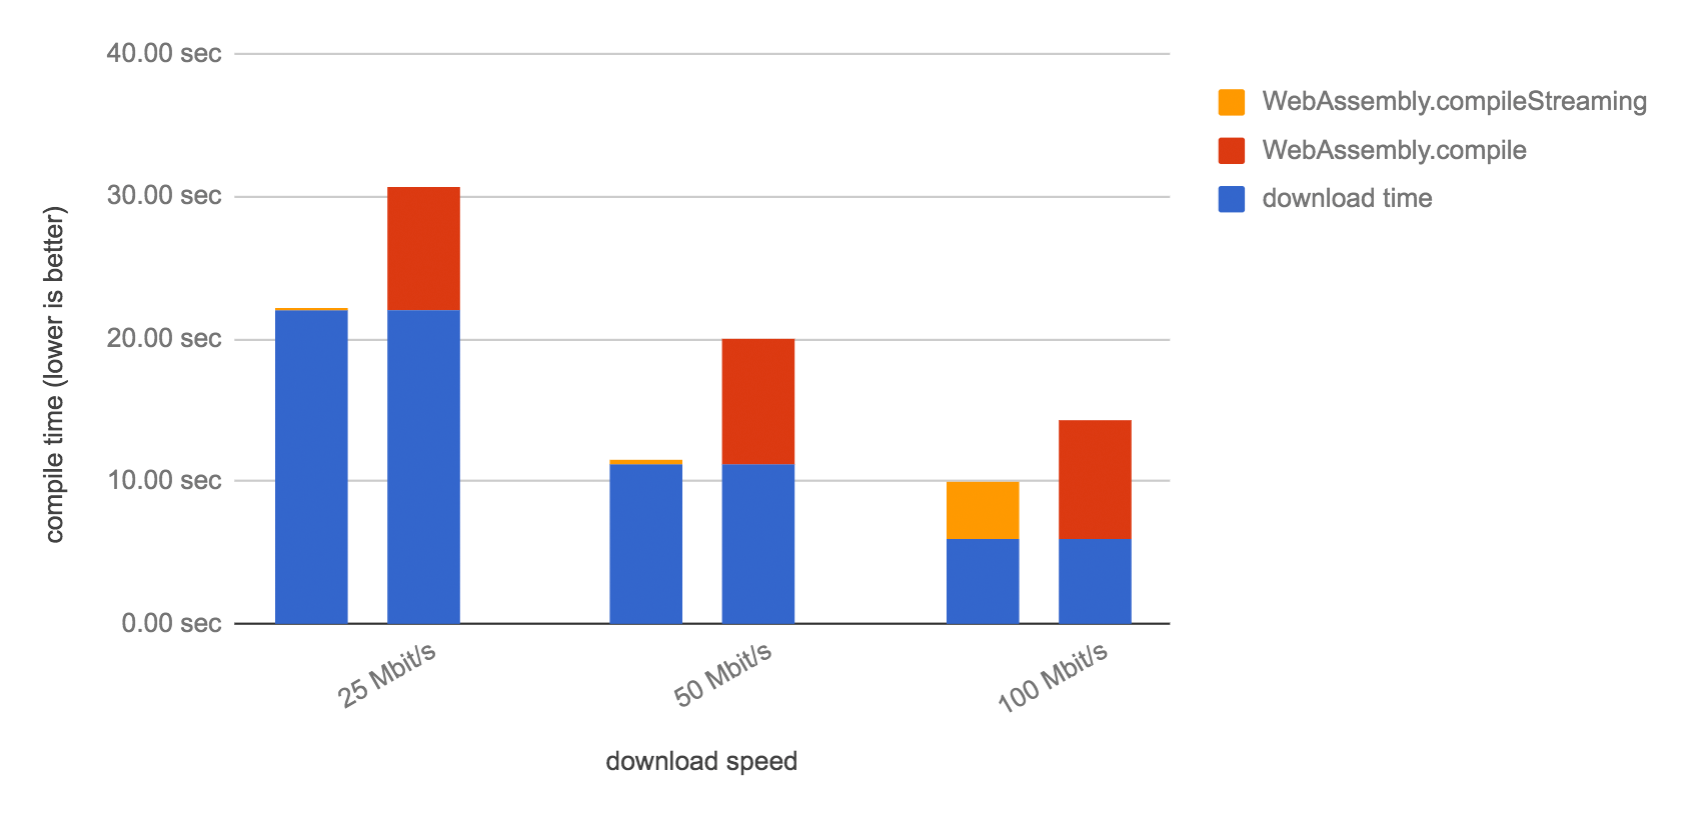 40.00 sec
30.00 sec
20.00 sec
10.00 sec
0.00 sec
compile time (lower is better)
25 Mbit/s
50 Mbit/s
100 Mbit/s
download speed
WebAssembly.compileStreaming
WebAssembly.compile
download time